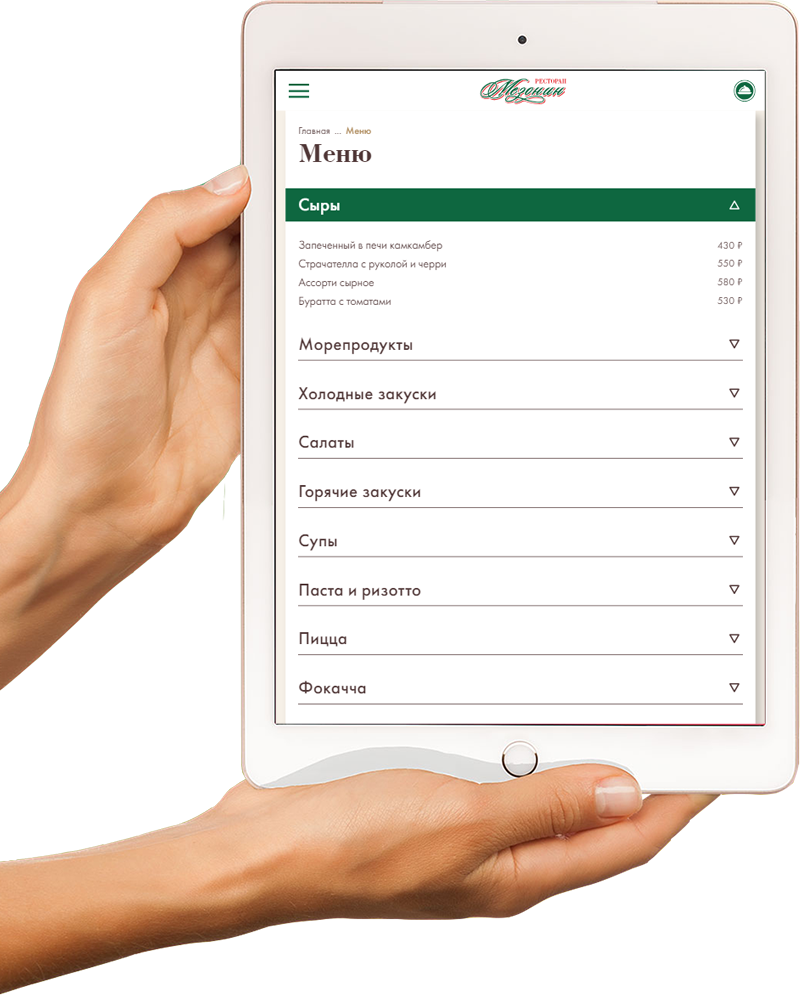 РЕСТОРАН
Мезонин
Главная ... Меню
Меню
Сыры
Запеченный в печи камкамбер 430 ₽
Страчателла с руколой и черри 550 ₽
Ассорти сырное 580 ₽
Буратта с томатами 530 ₽
Морепродукты
Холодные закуски
Салаты
Горячие закуски
Супы
Паста и ризотто
Пицца
Фокачча